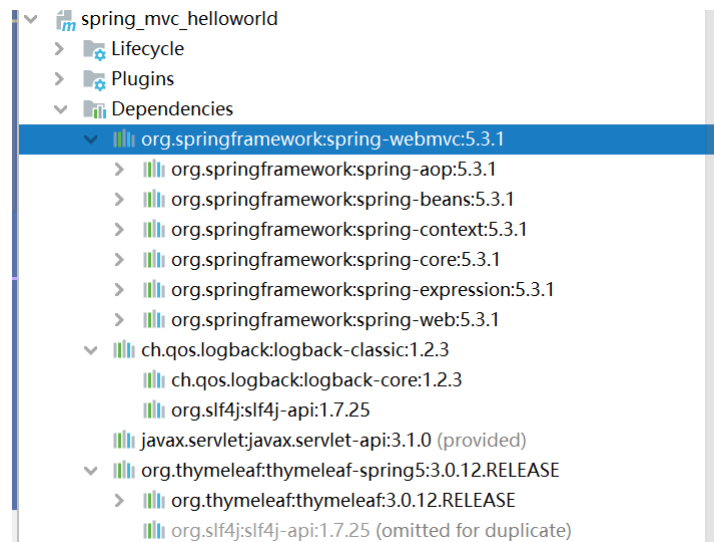 spring_mvc_helloworld
Lifecycle
Plugins
Dependencies
org.springframework:spring-webmvc:5.3.1
org.springframework:spring-aop:5.3.1
org.springframework:spring-beans:5.3.1
org.springframework:spring-context:5.3.1
org.springframework:spring-core:5.3.1
org.springframework:spring-expression:5.3.1
org.springframework:spring-web:5.3.1
ch.qos.logback:logback-classic:1.2.3
ch.qos.logback:logback-core:1.2.3
org.slf4j:slf4j-api:1.7.25
javax.servlet:javax.servlet-api:3.1.0 (provided)
org.thymeleaf:thymeleaf-spring5:3.0.12.RELEASE
org.thymeleaf:thymeleaf:3.0.12.RELEASE
org.slf4j:slf4j-api:1.7.25 (omitted for duplicate)